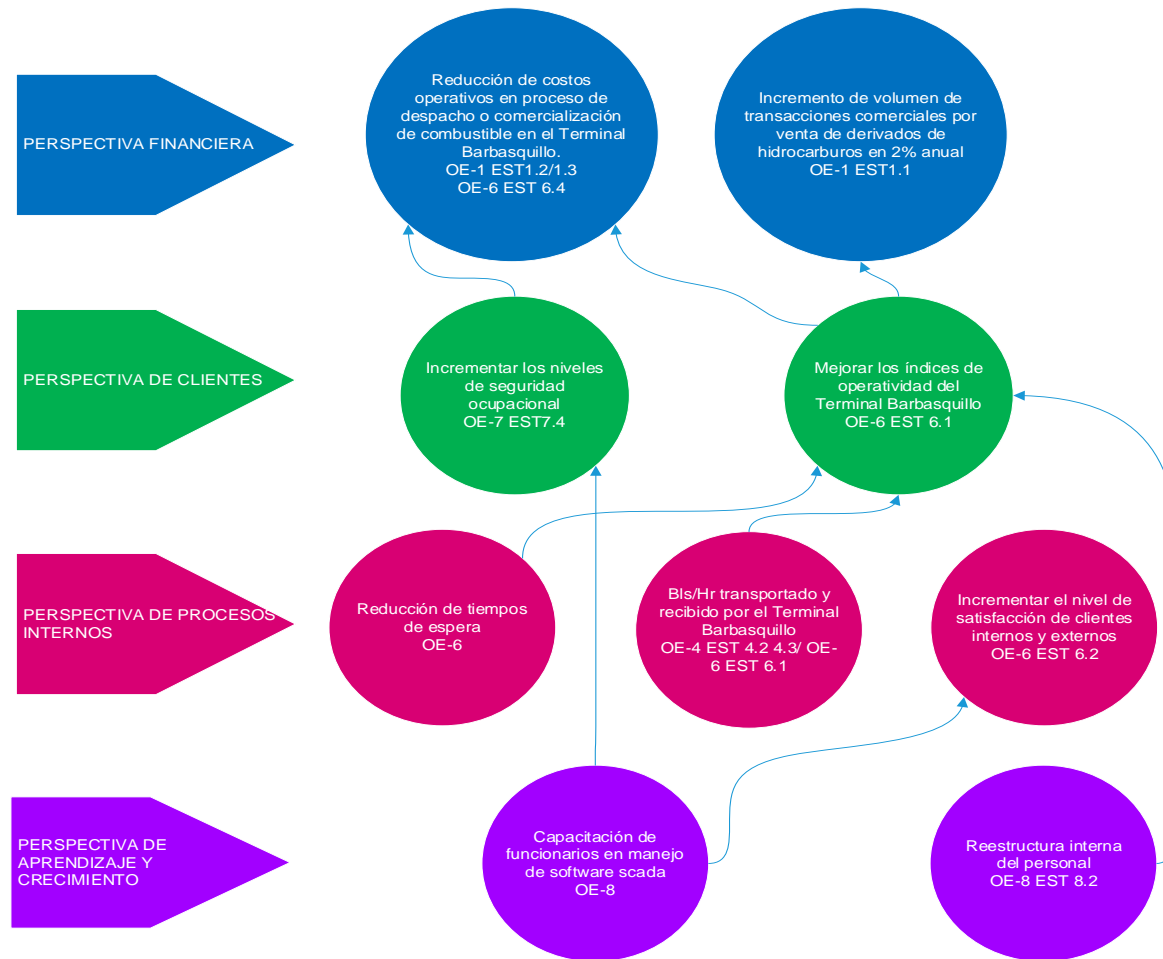 PERSPECTIVA FINANCIERA
Reducción de costos
operativos en proceso de
despacho o comercialización
de combustible en el Terminal
Barbasquillo.
OE-1 EST1.2/1.3
OE-6 EST 6.4
Incremento de volumen de
transacciones comerciales por
venta de derivados de
hidrocarburos en 2% anual
OE-1 EST1.1
PERSPECTIVA DE CLIENTES
Incrementar los niveles
de seguridad
ocupacional
OE-7 EST7.4
Mejorar los índices de
operatividad del
Terminal Barbasquillo
OE-6 EST 6.1
PERSPECTIVA DE PROCESOS
INTERNOS
Reducción de tiempos
de espera
OE-6
Bls/Hr transportado y
recibido por el Terminal
Barbasquillo
OE-4 EST 4.2 4.3/ OE-
6 EST 6.1
Incrementar el nivel de
satisfacción de clientes
internos y externos
OE-6 EST 6.2
PERSPECTIVA DE
APRENDIZAJE Y
CRECIMIENTO
Capacitación de
funcionarios en manejo
de software scada
OE-8
Reestructura interna
del personal
OE-8 EST 8.2